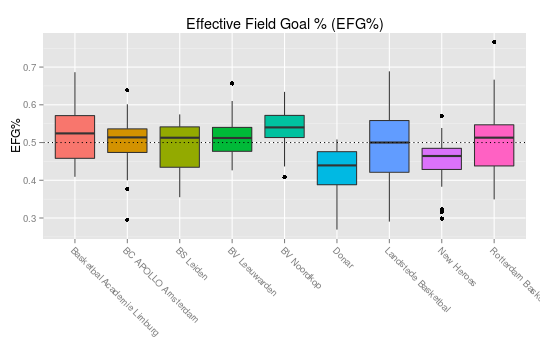 Effective Field Goal % (EFG%)
EFG%
0.7
0.6
0.5
0.4
0.3
Basketbal Academie Limburg
BC APOLLO Amsterdam
BS Leiden
BV Leeuwarden
BV Noordkop
Donar
Landstede Basketbal
New Heroes
Rotterdam